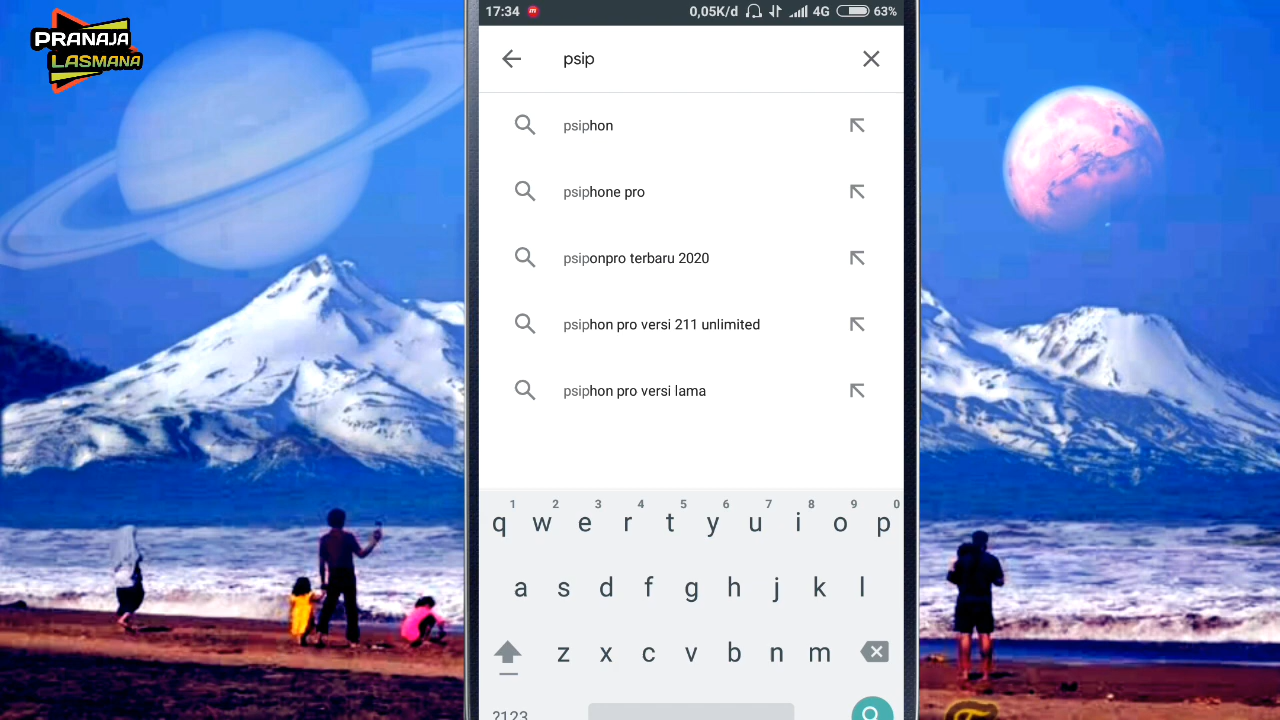 PRANAJA
LASMANA
17:34 m 0,05K/d 4G 63%
psip
psiphon
psiphone pro
psiponpro terbaru 2020
psiphon pro versi 211 unlimited
psiphon pro versi lama
1 2 3 4 5 6 7 8 9 0
q w e r t y u i o p
a s d f g h j k l
z x c v b n m
?123